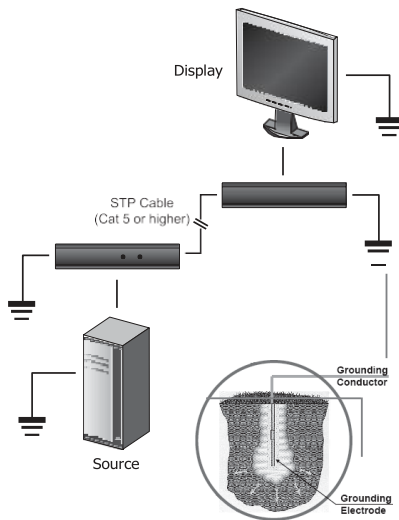 Display
STP Cable
(Cat 5 or higher)
Source
Grounding
Conductor
Grounding
Electrode